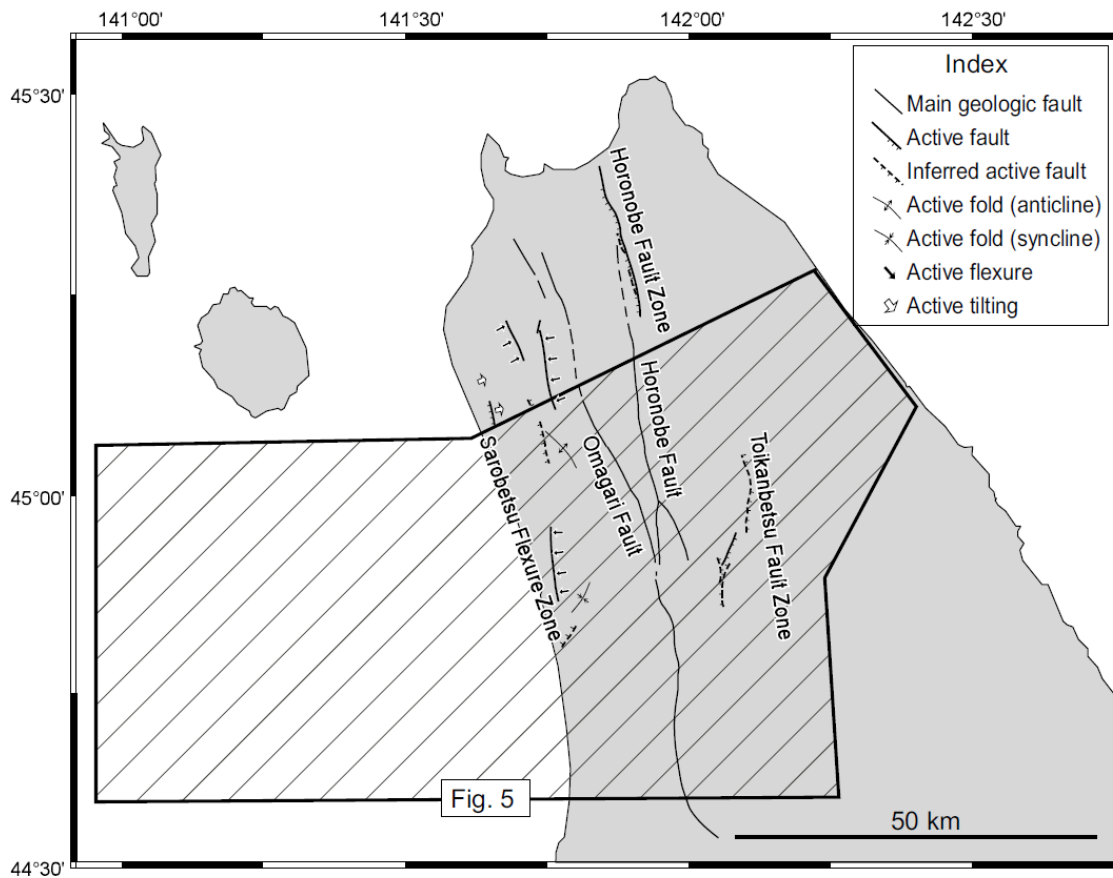 141°00'
141°30'
142°00'
142°30'
45°30'
45°00'
44°30'
Index
Main geologic fault
Active fault
Inferred active fault
Active fold (anticline)
Active fold (syncline)
Active flexure
Active tilting
Horonobe Fault Zone
Horonobe Fault
Omagari Fault
Sarobetsu Flexure Zone
Toikanbetsu Fault Zone
Fig. 5
50 km